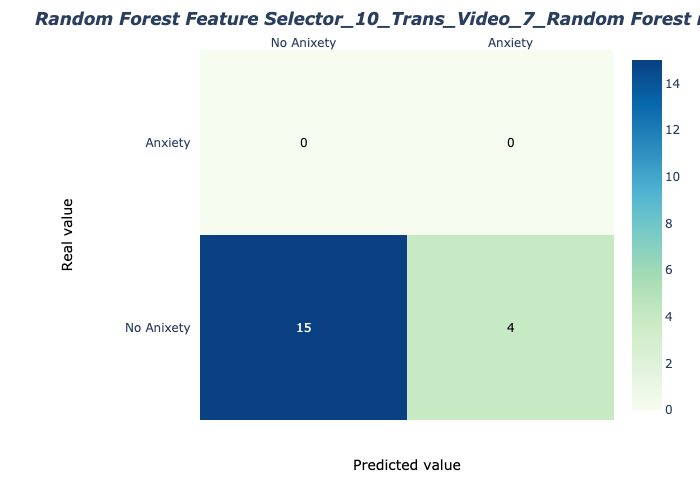 Random Forest Feature Selector_10_Trans_Video_7_Random Forest
No Anixety Anxiety
Anxiety 0 0
No Anixety 15 4
Real value
Predicted value
14
12
10
8
6
4
2
0